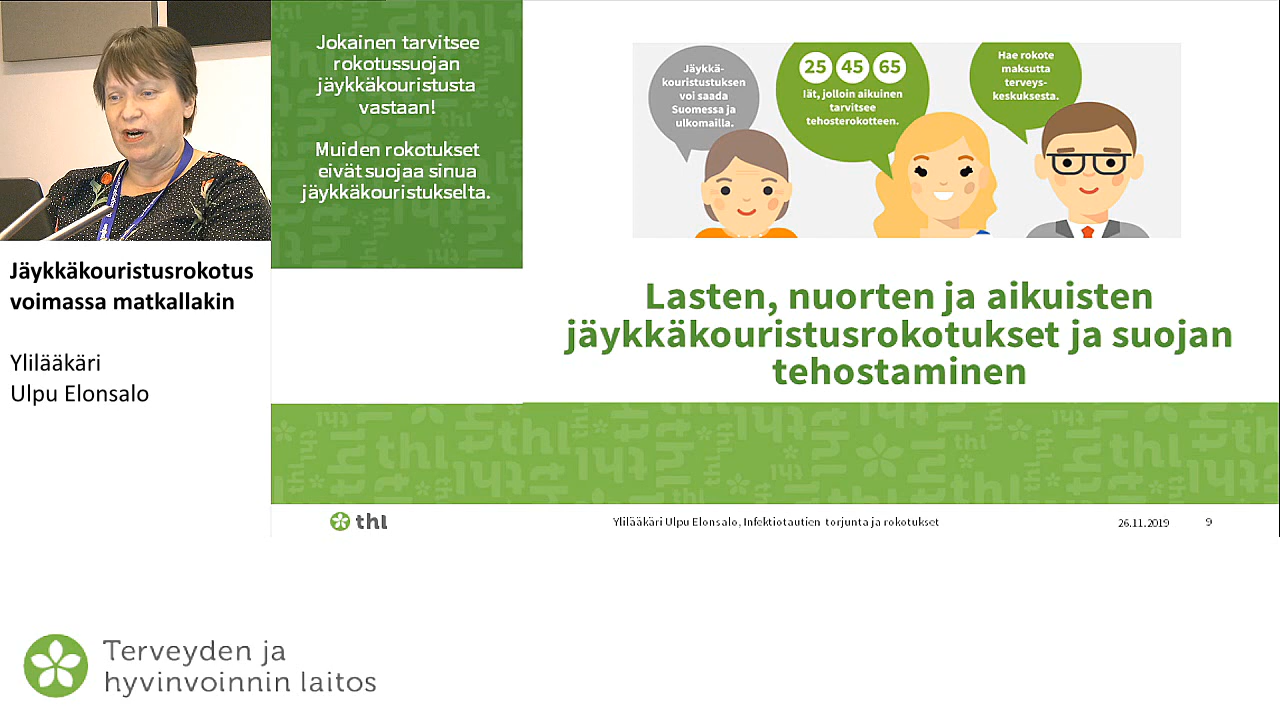 Jokainen tarvitsee
rokotussuojan
jäykkäkouristusta
vastaan!
Muiden rokotukset
eivät suojaa sinua
jäykkäkouristukselta.
Jäykkä-
kouristustuksen
voi saada
Suomessa ja
ulkomailla.
25 45 65
Iät, jolloin aikuinen
tarvitsee
tehosterokotteen.
Hae rokote
maksutta
terveys-
keskuksesta.
Jäykkäkouristusrokotus
voimassa matkallakin
Ylilääkäri
Ulpu Elonsalo
Lasten, nuorten ja aikuisten
jäykkäkouristusrokotukset ja suojan
tehostaminen
thl
Ylilääkäri Ulpu Elonsalo, Infektiotautien torjunta ja rokotukset
26.11.2019
9
Terveyden ja
hyvinvoinnin laitos